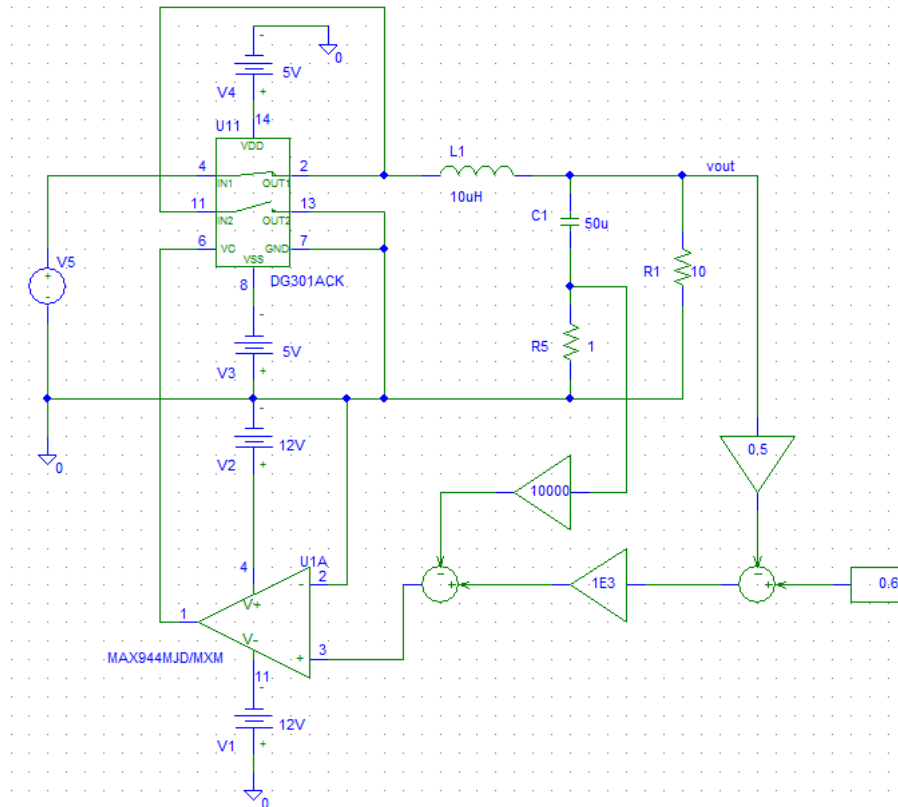 -
0
5V
V4
+
U11
14
VDD
4
2
IN1
OUT1
11
13
IN2
OUT2
6
7
VC
GND
VSS
DG301ACK
8
-
5V
V3
+
V5
+
-
0
L1
10uH
vout
C1
50u
R1
10
R5
1
-
12V
V2
+
0.5
10000
4
U1A
2
-
V+
1
V-
+
3
MAX944MJD/MXM
11
-
12V
V1
+
0
-
+
1E3
-
+
0.6